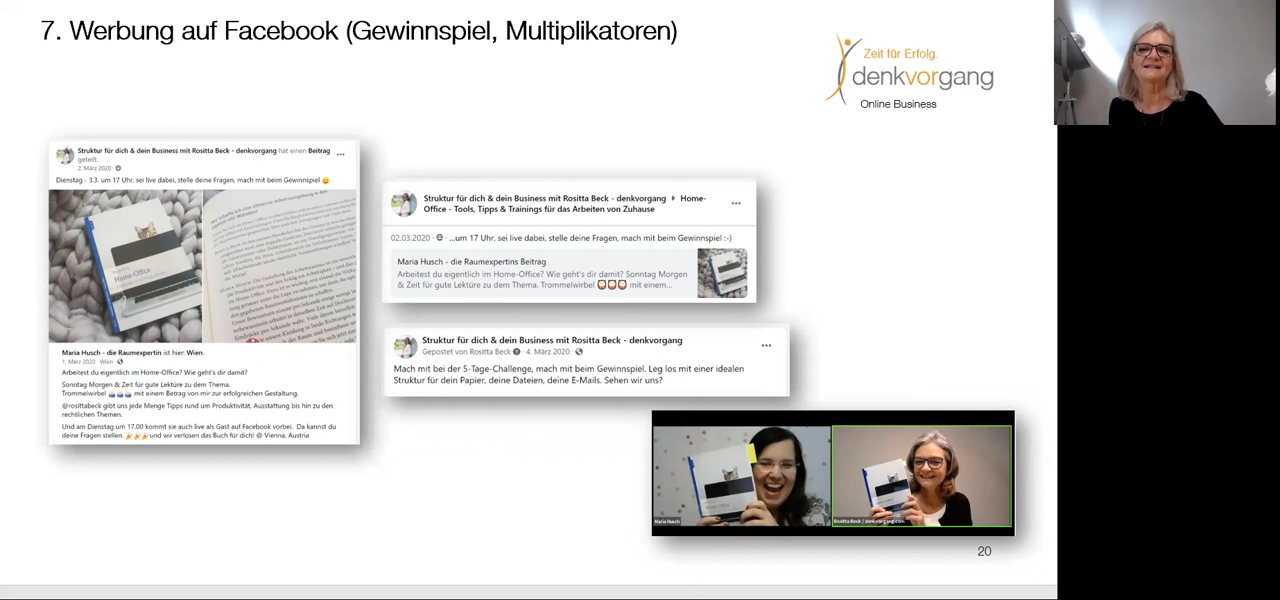 7. Werbung auf Facebook (Gewinnspiel, Multiplikatoren)
Zeit für Erfolg.
denkvorgang
Online Business
Struktur für dich & dein Business mit Rositta Beck - denkvorgang hat einen Beitrag
geteilt.
2. März 2020
Dienstag - 3.3. um 17 Uhr, sei live dabei, stelle deine Fragen, mach mit beim Gewinnspiel 😉
Home-Office
Maria Husch - die Raumexpertin ist hier: Wien.
1. März 2020 · Wien ·
Arbeitest du eigentlich im Home-Office? Wie geht's dir damit?
Sonntag Morgen & Zeit für gute Lektüre zu dem Thema.
Trommelwirbel 🥁🥁🥁 mit einem Betrag von mir zur erfolgreichen Gestaltung.
@rosittabeck gibt uns jede Menge Tipps rund um Produktivität, Ausstattung bis hin zu den
rechtlichen Themen.
Und am Dienstag um 17.00 kommt sie auch live als Gast auf Facebook vorbei. Da kannst du
deine Fragen stellen. 🎉🎉🎉und wir verlosen das Buch für dich! @ Vienna, Austria
Struktur für dich & dein Business mit Rositta Beck - denkvorgang ▸ Home-
Office - Tools, Tipps & Trainings für das Arbeiten von Zuhause
02.03.2020 · ...um 17 Uhr, sei live dabei, stelle deine Fragen, mach mit beim Gewinnspiel :-)
Maria Husch - die Raumexpertins Beitrag
Arbeitest du eigentlich im Home-Office? Wie geht's dir damit? Sonntag Morgen
& Zeit für gute Lektüre zu dem Thema. Trommelwirbel 🥁🥁🥁 mit einem...
Struktur für dich & dein Business mit Rositta Beck - denkvorgang
Gepostet von Rositta Beck · 4. März 2020 ·
Mach mit bei der 5-Tage-Challenge, mach mit beim Gewinnspiel. Leg los mit einer idealen
Struktur für dein Papier, deine Dateien, deine E-Mails. Sehen wir uns?
Maria Husch
Rositta Beck / denkvorgang.com
20